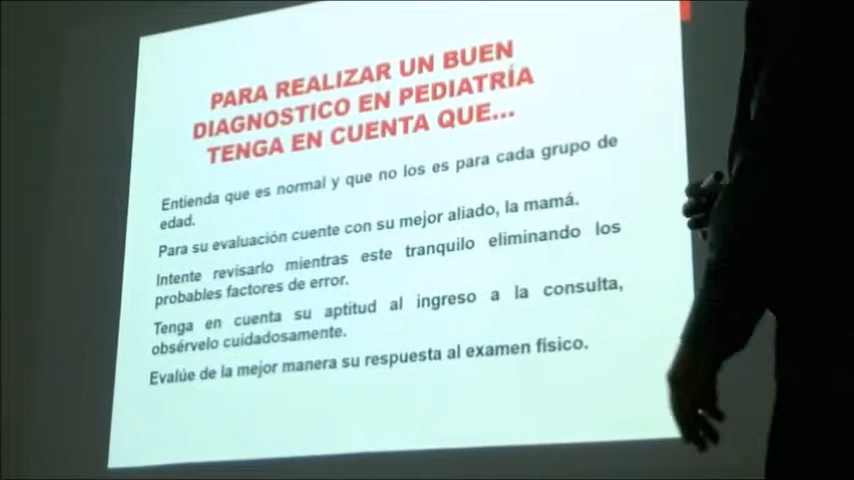 PARA REALIZAR UN BUEN
DIAGNOSTICO EN PEDIATRÍA
TENGA EN CUENTA QUE...
Entienda que es normal y que no los es para cada grupo de
edad.
Para su evaluación cuente con su mejor aliado, la mamá.
Intente revisarlo mientras este tranquilo eliminando los
probables factores de error.
Tenga en cuenta su aptitud al ingreso a la consulta,
obsérvelo cuidadosamente.
Evalúe de la mejor manera su respuesta al examen físico.